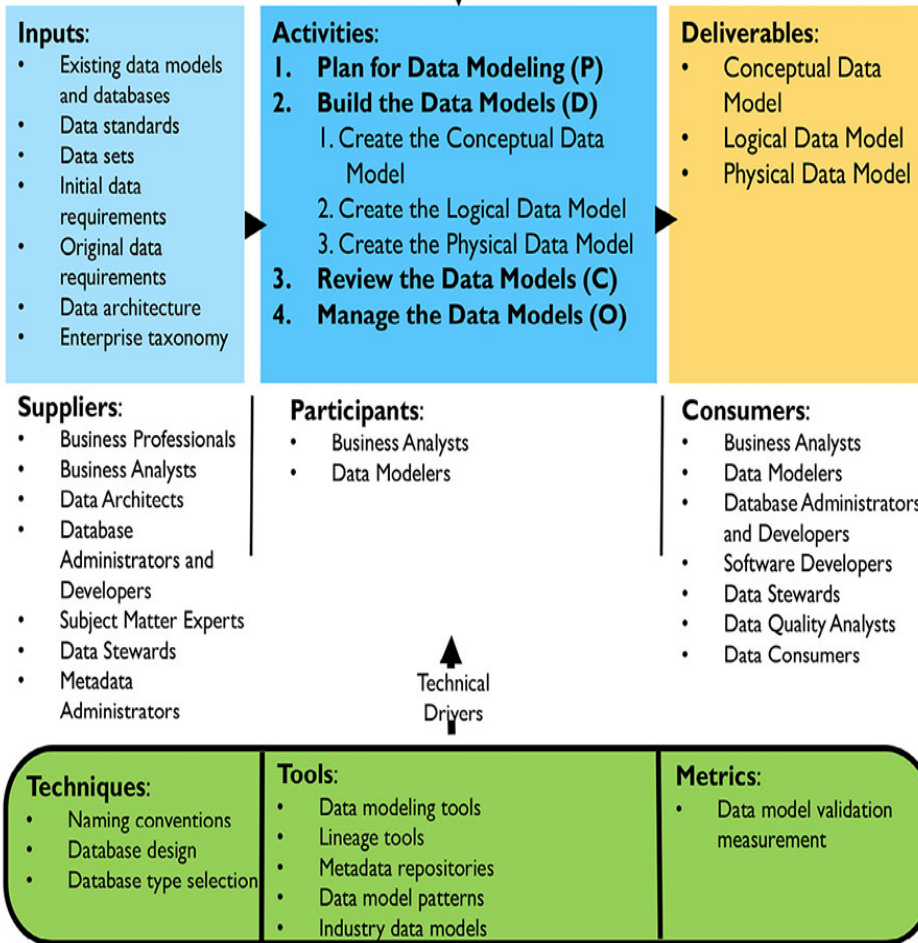 Inputs:
• Existing data models
and databases
• Data standards
• Data sets
• Initial data
requirements
• Original data
requirements
• Data architecture
• Enterprise taxonomy
Activities:
1. Plan for Data Modeling (P)
2. Build the Data Models (D)
1. Create the Conceptual Data
Model
2. Create the Logical Data Model
3. Create the Physical Data Model
3. Review the Data Models (C)
4. Manage the Data Models (O)
Deliverables:
• Conceptual Data
Model
• Logical Data Model
• Physical Data Model
Suppliers:
• Business Professionals
• Business Analysts
• Data Architects
• Database
Administrators and
Developers
• Subject Matter Experts
• Data Stewards
• Metadata
Administrators
Participants:
• Business Analysts
• Data Modelers
Consumers:
• Business Analysts
• Data Modelers
• Database Administrators
and Developers
• Software Developers
• Data Stewards
• Data Quality Analysts
• Data Consumers
Technical
Drivers
Techniques:
• Naming conventions
• Database design
• Database type selection
Tools:
• Data modeling tools
• Lineage tools
• Metadata repositories
• Data model patterns
• Industry data models
Metrics:
• Data model validation
measurement